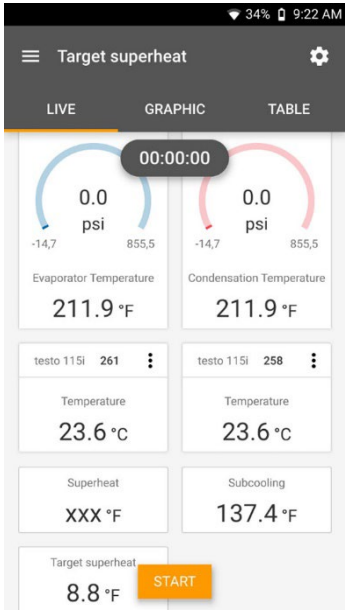 34% 9:22 AM
Target superheat
LIVE GRAPHIC TABLE
00:00:00
0.0 0.0
psi psi
-14,7 855,5 -14,7 855,5
Evaporator Temperature Condensation Temperature
211.9 °F 211.9 °F
testo 115i 261 testo 115i 258
Temperature Temperature
23.6 °C 23.6 °C
Superheat Subcooling
xxx °F 137.4 °F
Target superheat
8.8 °F START